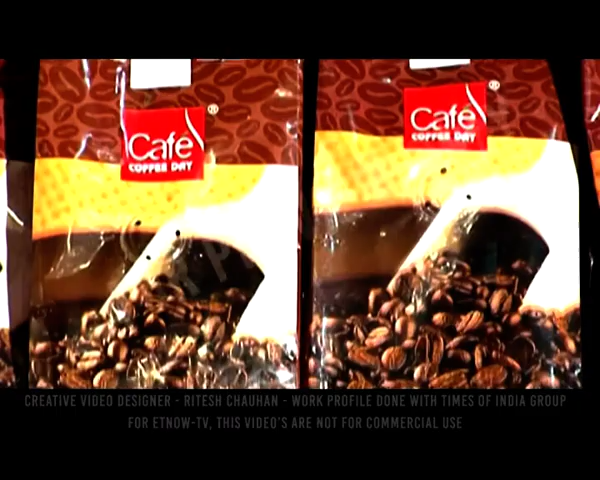 Café
COFFEE DAY
®
Café
COFFEE DAY
®
CREATIVE VIDEO DESIGNER - RITESH CHAUHAN - WORK PROFILE DONE WITH TIMES OF INDIA GROUP
FOR ETNOW-TV, THIS VIDEO'S ARE NOT FOR COMMERCIAL USE